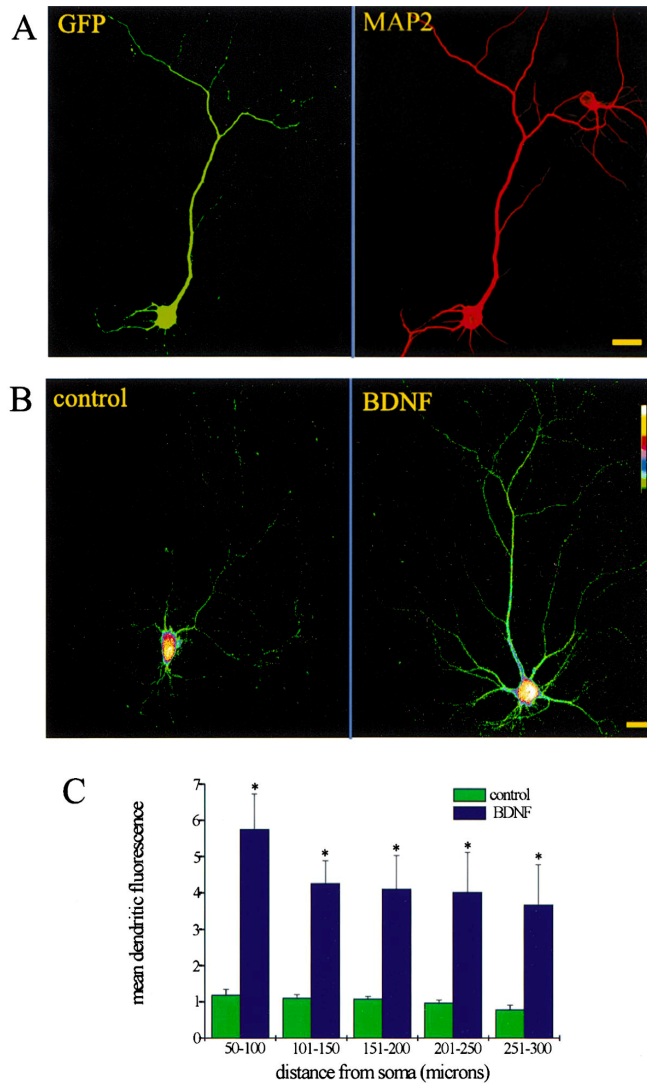 A
GFP
MAP2
B
control
BDNF
C
7
6
5
4
3
2
1
0
mean dendritic fluorescence
control
BDNF
*
*
*
*
*
50-100
101-150
151-200
201-250
251-300
distance from soma (microns)